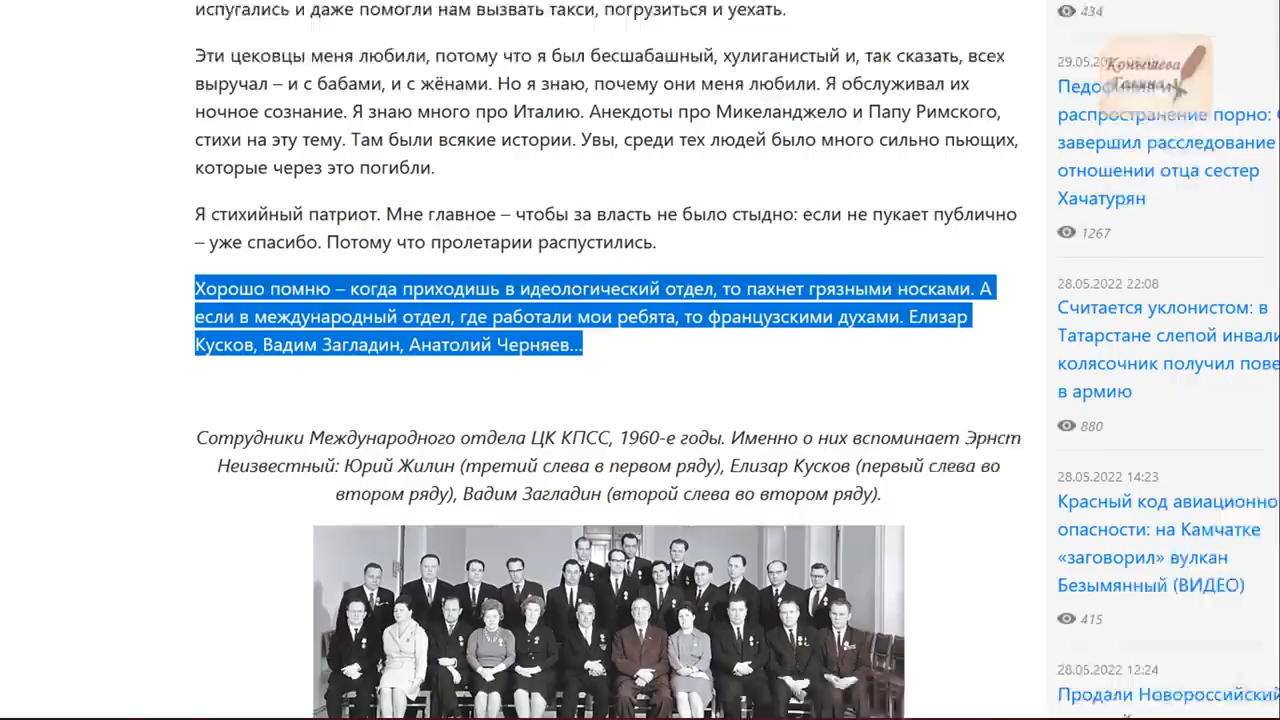 испугались и даже помогли нам вызвать такси, погрузиться и уехать.
Эти цековцы меня любили, потому что я был бесшабашный, хулиганистый и, так сказать, всех
выручал – и с бабами, и с жёнами. Но я знаю, почему они меня любили. Я обслуживал их
ночное сознание. Я знаю много про Италию. Анекдоты про Микеланджело и Папу Римского,
стихи на эту тему. Там были всякие истории. Увы, среди тех людей было много сильно пьющих,
которые через это погибли.
Я стихийный патриот. Мне главное – чтобы за власть не было стыдно: если не пукает публично
– уже спасибо. Потому что пролетарии распустились.
Хорошо помню – когда приходишь в идеологический отдел, то пахнет грязными носками. А
если в международный отдел, где работали мои ребята, то французскими духами. Елизар
Кусков, Вадим Загладин, Анатолий Черняев...
Сотрудники Международного отдела ЦК КПСС, 1960-е годы. Именно о них вспоминает Эрнст
Неизвестный: Юрий Жилин (третий слева в первом ряду), Елизар Кусков (первый слева во
втором ряду), Вадим Загладин (второй слева во втором ряду).
434
29.05.20
Конышева
Галина
распространение порно:
завершил расследование
отношении отца сестер
Хачатурян
1267
28.05.2022 22:08
Считается уклонистом: в
Татарстане слепой инвали
колясочник получил пове
в армию
880
28.05.2022 14:23
Красный код авиационно
опасности: на Камчатке
«заговорил» вулкан
Безымянный (ВИДЕО)
415
28.05.2022 12:24
Продали Новороссийский